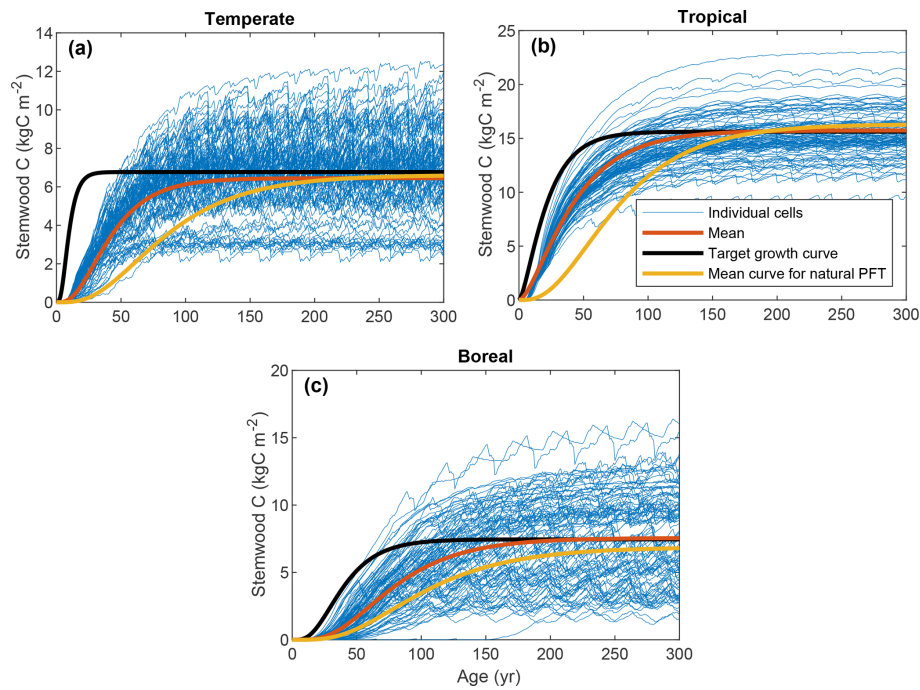 Temperate
(a)
Stemwood C (kgC m-2)
14
12
10
8
6
4
2
0
0 50 100 150 200 250 300
Tropical
(b)
Stemwood C (kgC m-2)
25
20
15
10
5
0
0 50 100 150 200 250 300
Individual cells
Mean
Target growth curve
Mean curve for natural PFT
Boreal
(c)
Stemwood C (kgC m-2)
20
15
10
5
0
0 50 100 150 200 250 300
Age (yr)